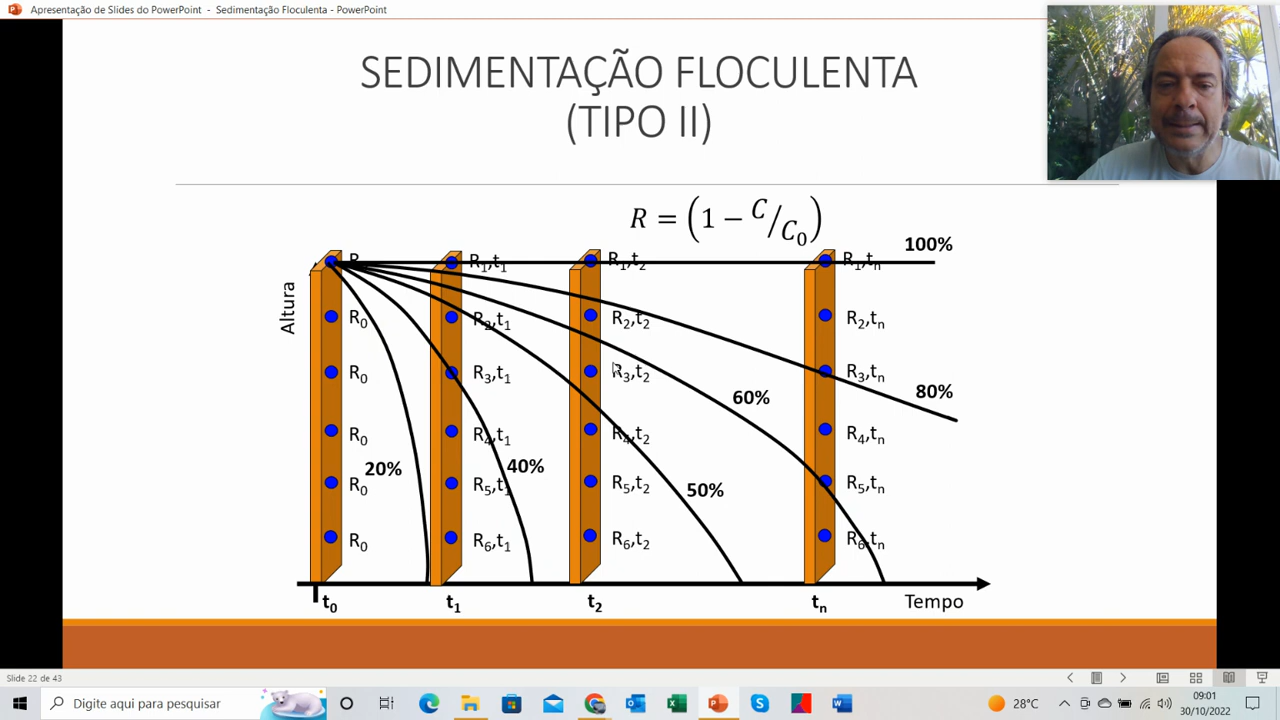 Apresentação de Slides do PowerPoint - Sedimentação Floculenta - PowerPoint
SEDIMENTAÇÃO FLOCULENTA
(TIPO II)
R = (1 − C/C₀)
100%
R R₁,t₁ R₁,t₂ R₁,tₙ
Altura
R₀ R₂,t₁ R₂,t₂ R₂,tₙ
R₀ R₃,t₁ R₃,t₂ R₃,tₙ
80%
60%
R₀ R₄,t₁ R₄,t₂ R₄,tₙ
20% 40%
R₀ R₅,t₁ R₅,t₂ R₅,tₙ
50%
R₀ R₆,t₁ R₆,t₂ R₆,tₙ
t₀ t₁ t₂ tₙ Tempo
Slide 22 de 43
Digite aqui para pesquisar
28°C
09:01
30/10/2022